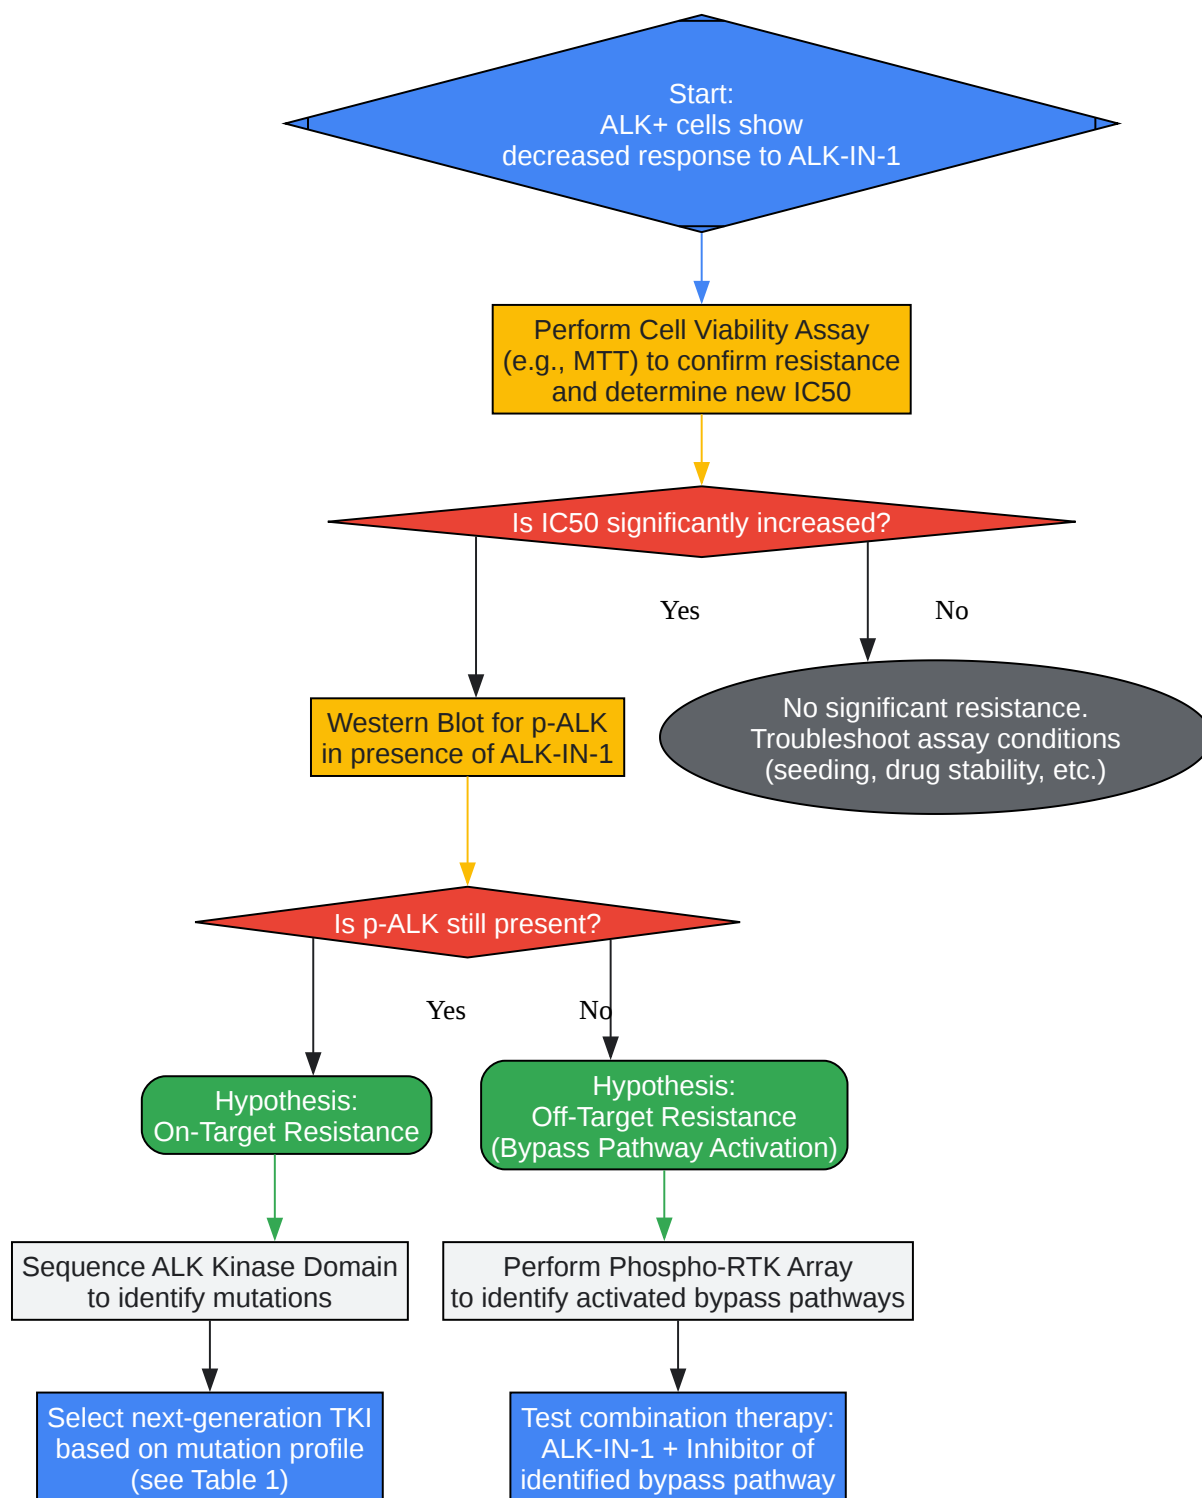 Start:
ALK+ cells show
decreased response to ALK-IN-1
Perform Cell Viability Assay
(e.g., MTT) to confirm resistance
and determine new IC50
Is IC50 significantly increased?
Yes
No
Western Blot for p-ALK
in presence of ALK-IN-1
No significant resistance.
Troubleshoot assay conditions
(seeding, drug stability, etc.)
Is p-ALK still present?
Yes
No
Hypothesis:
On-Target Resistance
Hypothesis:
Off-Target Resistance
(Bypass Pathway Activation)
Sequence ALK Kinase Domain
to identify mutations
Perform Phospho-RTK Array
to identify activated bypass pathways
Select next-generation TKI
based on mutation profile
(see Table 1)
Test combination therapy:
ALK-IN-1 + Inhibitor of
identified bypass pathway